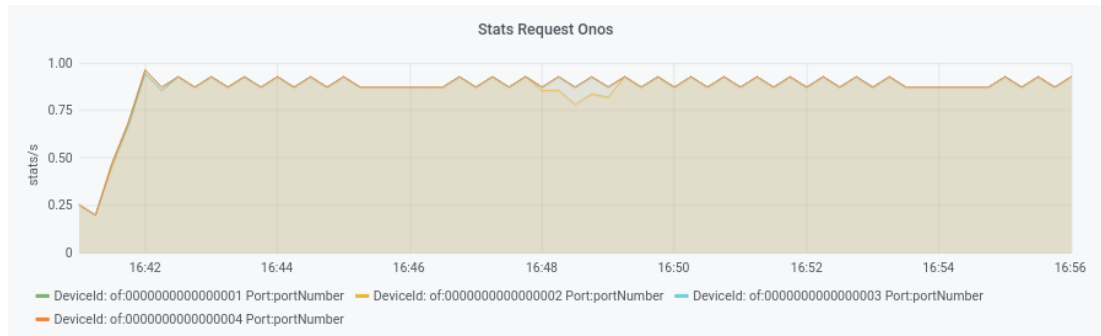 Stats Request Onos
1.00
0.75
0.50
0.25
0
stats/s
16:42 16:44 16:46 16:48 16:50 16:52 16:54 16:56
DeviceId: of:0000000000000001 Port:portNumber DeviceId: of:0000000000000002 Port:portNumber DeviceId: of:0000000000000003 Port:portNumber
DeviceId: of:0000000000000004 Port:portNumber